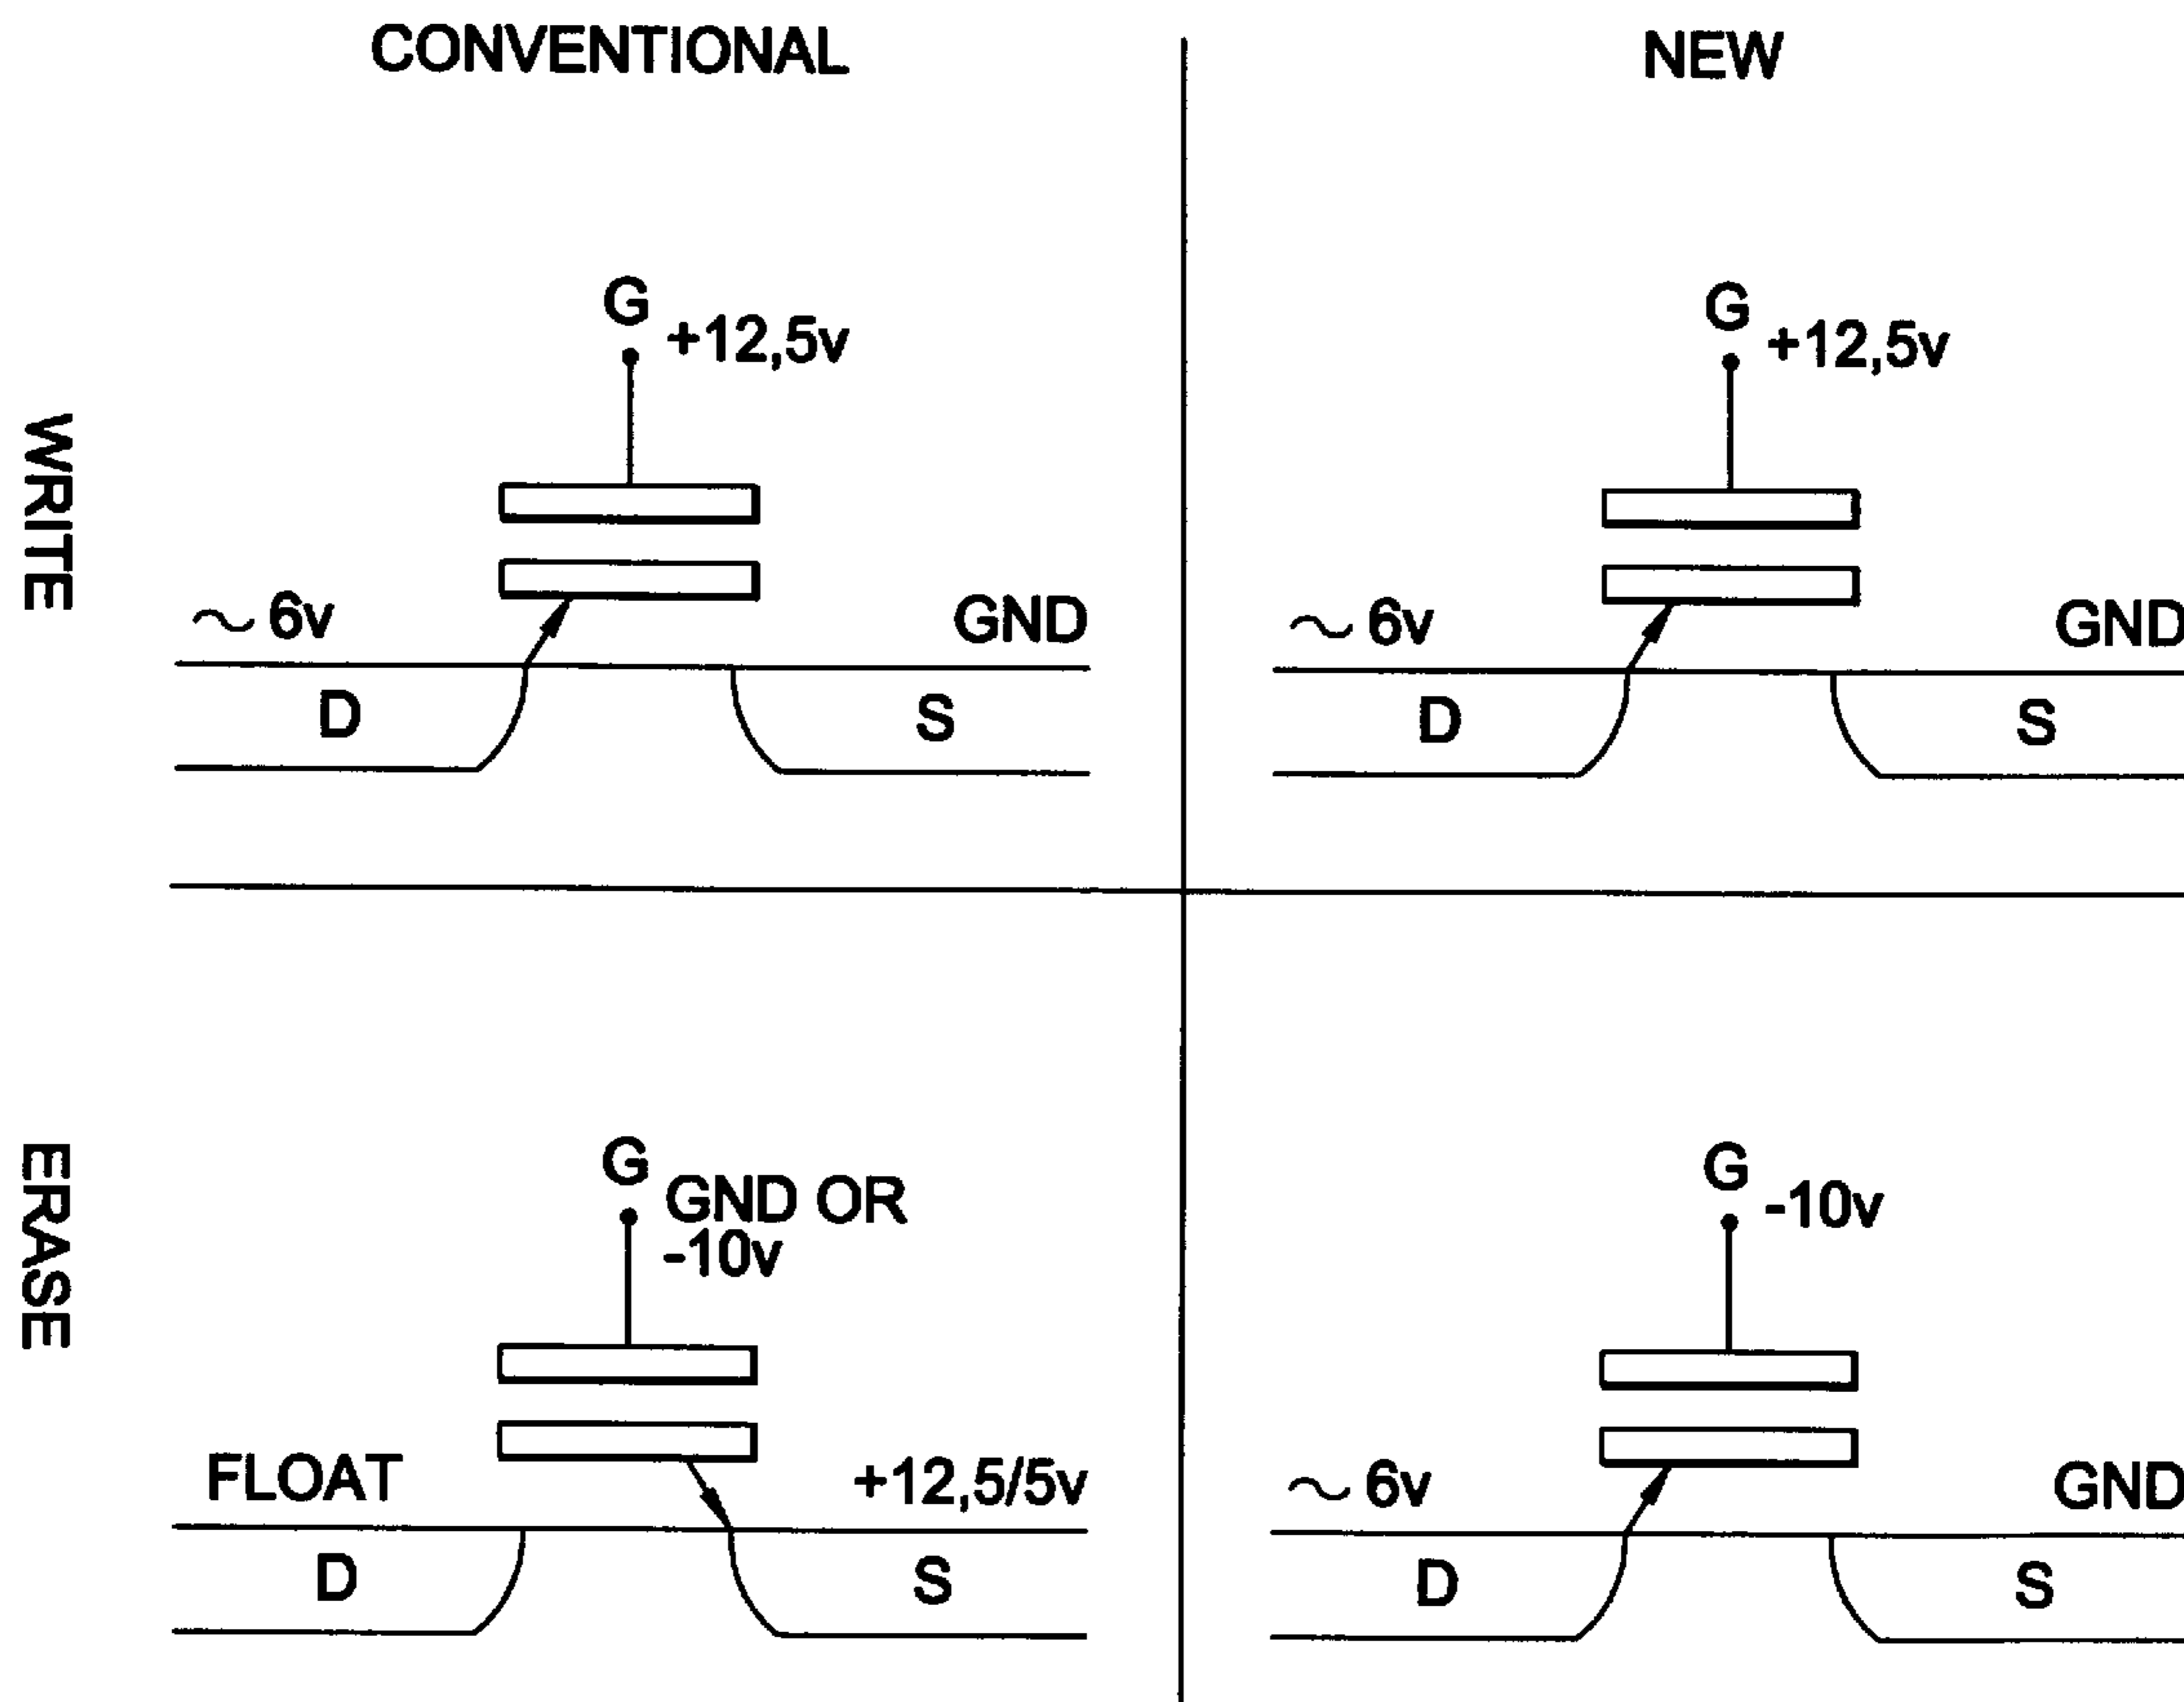 CONVENTIONAL
NEW
WRITE
G
+12,5v
~ 6v
GND
D
S
G
+12,5v
~ 6v
GND
D
S
ERASE
G
GND OR
-10v
FLOAT
+12,5/5v
D
S
G
-10v
~ 6v
GND
D
S